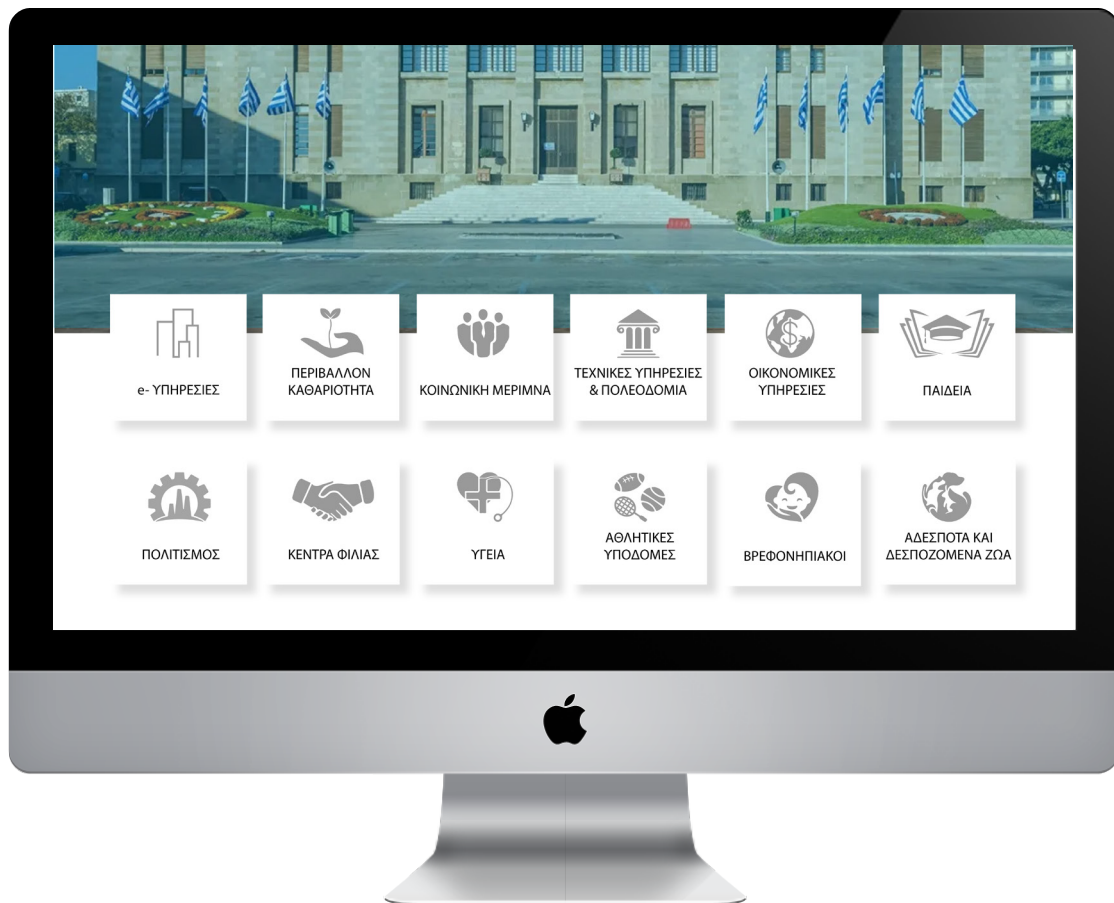 e- ΥΠΗΡΕΣΙΕΣ
ΠΕΡΙΒΑΛΛΟΝ
ΚΑΘΑΡΙΟΤΗΤΑ
ΚΟΙΝΩΝΙΚΗ ΜΕΡΙΜΝΑ
ΤΕΧΝΙΚΕΣ ΥΠΗΡΕΣΙΕΣ
& ΠΟΛΕΟΔΟΜΙΑ
ΟΙΚΟΝΟΜΙΚΕΣ
ΥΠΗΡΕΣΙΕΣ
ΠΑΙΔΕΙΑ
ΠΟΛΙΤΙΣΜΟΣ
ΚΕΝΤΡΑ ΦΙΛΙΑΣ
ΥΓΕΙΑ
ΑΘΛΗΤΙΚΕΣ
ΥΠΟΔΟΜΕΣ
ΒΡΕΦΟΝΗΠΙΑΚΟΙ
ΑΔΕΣΠΟΤΑ ΚΑΙ
ΔΕΣΠΟΖΟΜΕΝΑ ΖΩΑ